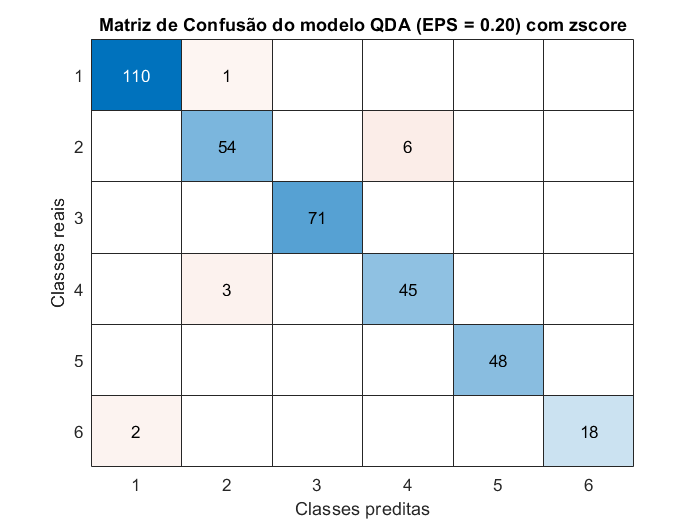 Matriz de Confusão do modelo QDA (EPS = 0.20) com zscore
1 110 1
2 54 6
3 71
4 3 45
5 48
6 2 18
1 2 3 4 5 6
Classes preditas
Classes reais